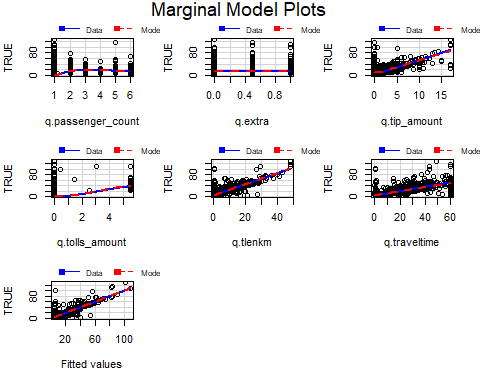 Marginal Model Plots
Data Mode Data Mode Data Mode
TRUE 0 80 TRUE 0 80 TRUE 0 80
1 2 3 4 5 6 0.0 0.4 0.8 0 5 10 15
q.passenger_count q.extra q.tip_amount
Data Mode Data Mode Data Mode
TRUE 0 80 TRUE 0 80 TRUE 0 80
0 2 4 0 20 40 0 10 30 50 60
q.tolls_amount q.tlenkm q.traveltime
Data Mode
TRUE 0 80
20 60 100
Fitted values